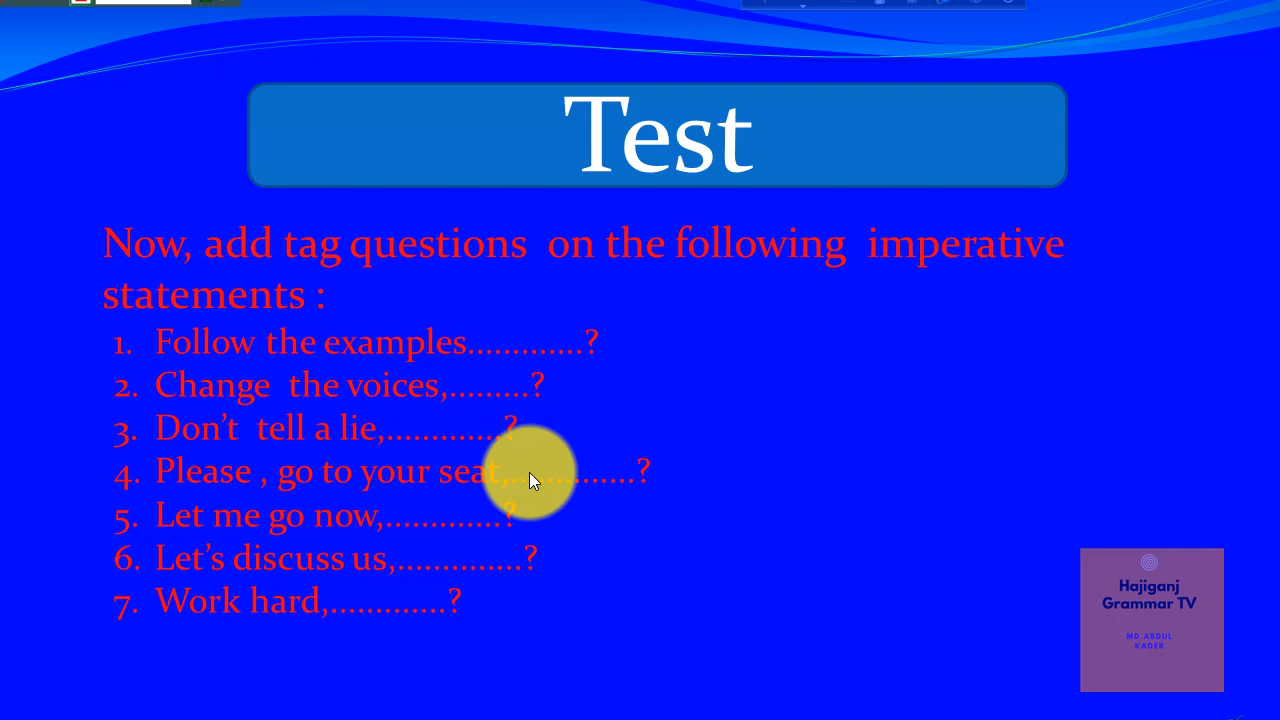 Test
Now, add tag questions on the following imperative
statements :
1. Follow the examples.............?
2. Change the voices,.........?
3. Don’t tell a lie,.............?
4. Please , go to your seat,..............?
5. Let me go now,.............?
6. Let’s discuss us,..............?
7. Work hard,.............?
Hajiganj
Grammar TV
MD.ABDUL
KADER